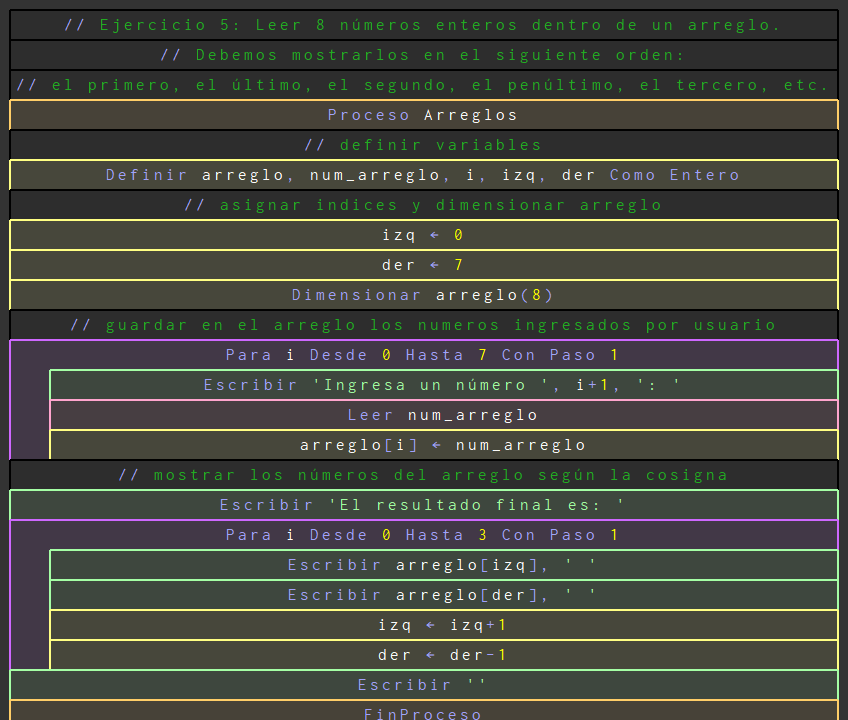 // Ejercicio 5: Leer 8 números enteros dentro de un arreglo.
// Debemos mostrarlos en el siguiente orden:
// el primero, el último, el segundo, el penúltimo, el tercero, etc.
Proceso Arreglos
// definir variables
Definir arreglo, num_arreglo, i, izq, der Como Entero
// asignar indices y dimensionar arreglo
izq ← 0
der ← 7
Dimensionar arreglo(8)
// guardar en el arreglo los numeros ingresados por usuario
Para i Desde 0 Hasta 7 Con Paso 1
Escribir 'Ingresa un número ', i+1, ': '
Leer num_arreglo
arreglo[i] ← num_arreglo
// mostrar los números del arreglo según la cosigna
Escribir 'El resultado final es: '
Para i Desde 0 Hasta 3 Con Paso 1
Escribir arreglo[izq], ' '
Escribir arreglo[der], ' '
izq ← izq+1
der ← der-1
Escribir ''
FinProceso